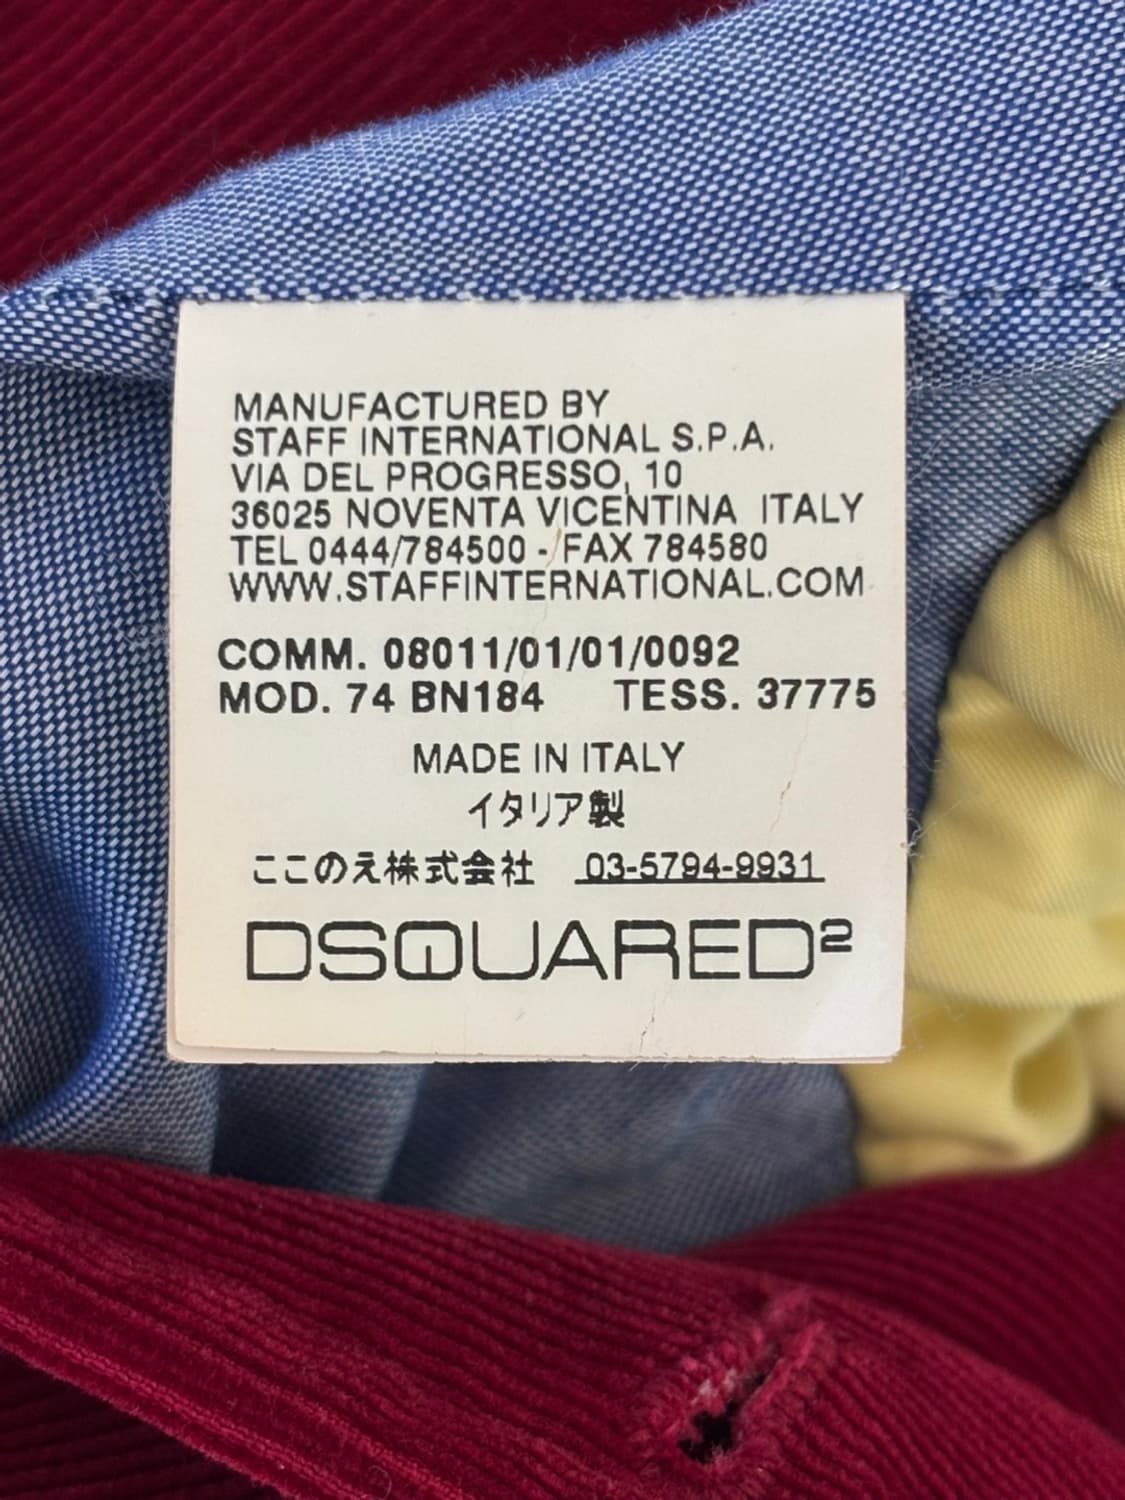 MANUFACTURED BY
STAFF INTERNATIONAL S.P.A.
VIA DEL PROGRESSO, 10
36025 NOVENTA VICENTINA ITALY
TEL 0444/784500 - FAX 784580
WWW.STAFFINTERNATIONAL.COM
COMM. 08011/01/01/0092
MOD. 74 BN184 TESS. 37775
MADE IN ITALY
イタリア製
ここのえ株式会社 03-5794-9931
DSQUARED²